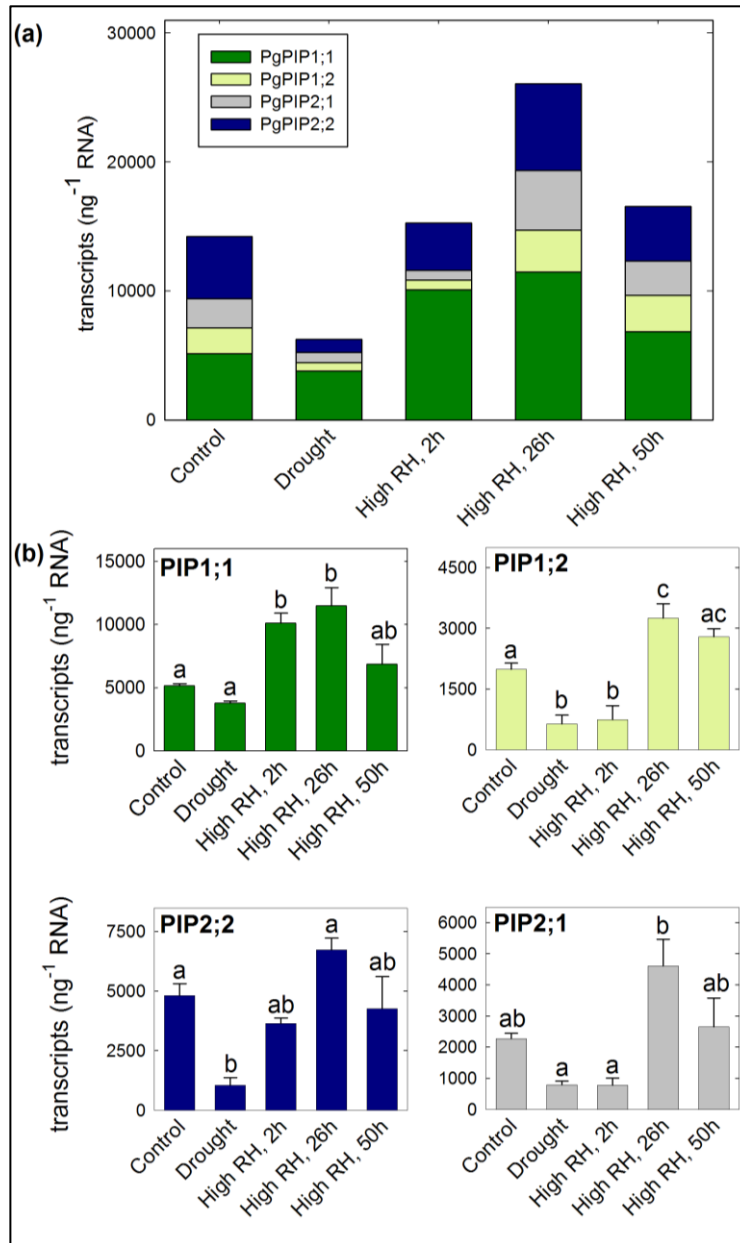 (a)
PgPIP1;1
PgPIP1;2
PgPIP2;1
PgPIP2;2
transcripts (ng⁻¹ RNA)
30000
20000
10000
0
Control
Drought
High RH, 2h
High RH, 26h
High RH, 50h
(b)
PIP1;1
transcripts (ng⁻¹ RNA)
15000
10000
5000
0
a
a
b
b
ab
Control
Drought
High RH, 2h
High RH, 26h
High RH, 50h
PIP1;2
4500
3000
1500
0
a
b
b
c
ac
Control
Drought
High RH, 2h
High RH, 26h
High RH, 50h
PIP2;2
transcripts (ng⁻¹ RNA)
7500
5000
2500
0
a
b
ab
a
ab
Control
Drought
High RH, 2h
High RH, 26h
High RH, 50h
PIP2;1
6000
5000
4000
3000
2000
1000
0
ab
a
a
b
ab
Control
Drought
High RH, 2h
High RH, 26h
High RH, 50h